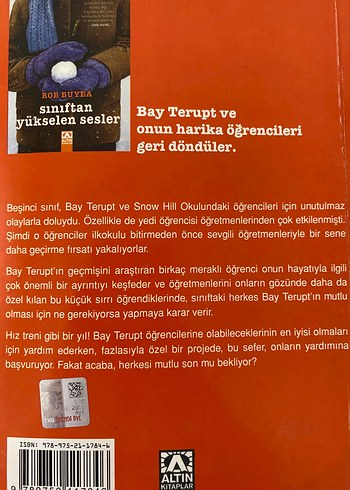 ROB BUYEA
sınıftan
yükselen sesler
ALTIN
Bay Terupt ve
onun harika öğrencileri
geri döndüler.
Beşinci sınıf, Bay Terupt ve Snow Hill Okulundaki öğrencileri için unutulmaz
olaylarla doluydu. Özellikle de yedi öğrencisi öğretmenlerinden çok etkilenmişti.
Şimdi o öğrenciler ilkokulu bitirmeden önce sevgili öğretmenleriyle bir sene
daha geçirme fırsatı yakalıyorlar.
Bay Terupt'ın geçmişini araştıran birkaç meraklı öğrenci onun hayatıyla ilgili
çok önemli bir ayrıntıyı keşfeder ve öğretmenlerini onların gözünde daha da
özel kılan bu küçük sırrı öğrendiklerinde, sınıftaki herkes Bay Terupt'ın mutlu
olması için ne gerekiyorsa yapmaya karar verir.
Hız treni gibi bir yıl! Bay Terupt öğrencilerine olabileceklerinin en iyisi olmaları
için yardım ederken, fazlasıyla özel bir projede, bu sefer, onların yardımına
başvuruyor. Fakat acaba, herkesi mutlu son mu bekliyor?
ISBN: 978-975-21-1784-6
ALTIN
KİTAPLAR